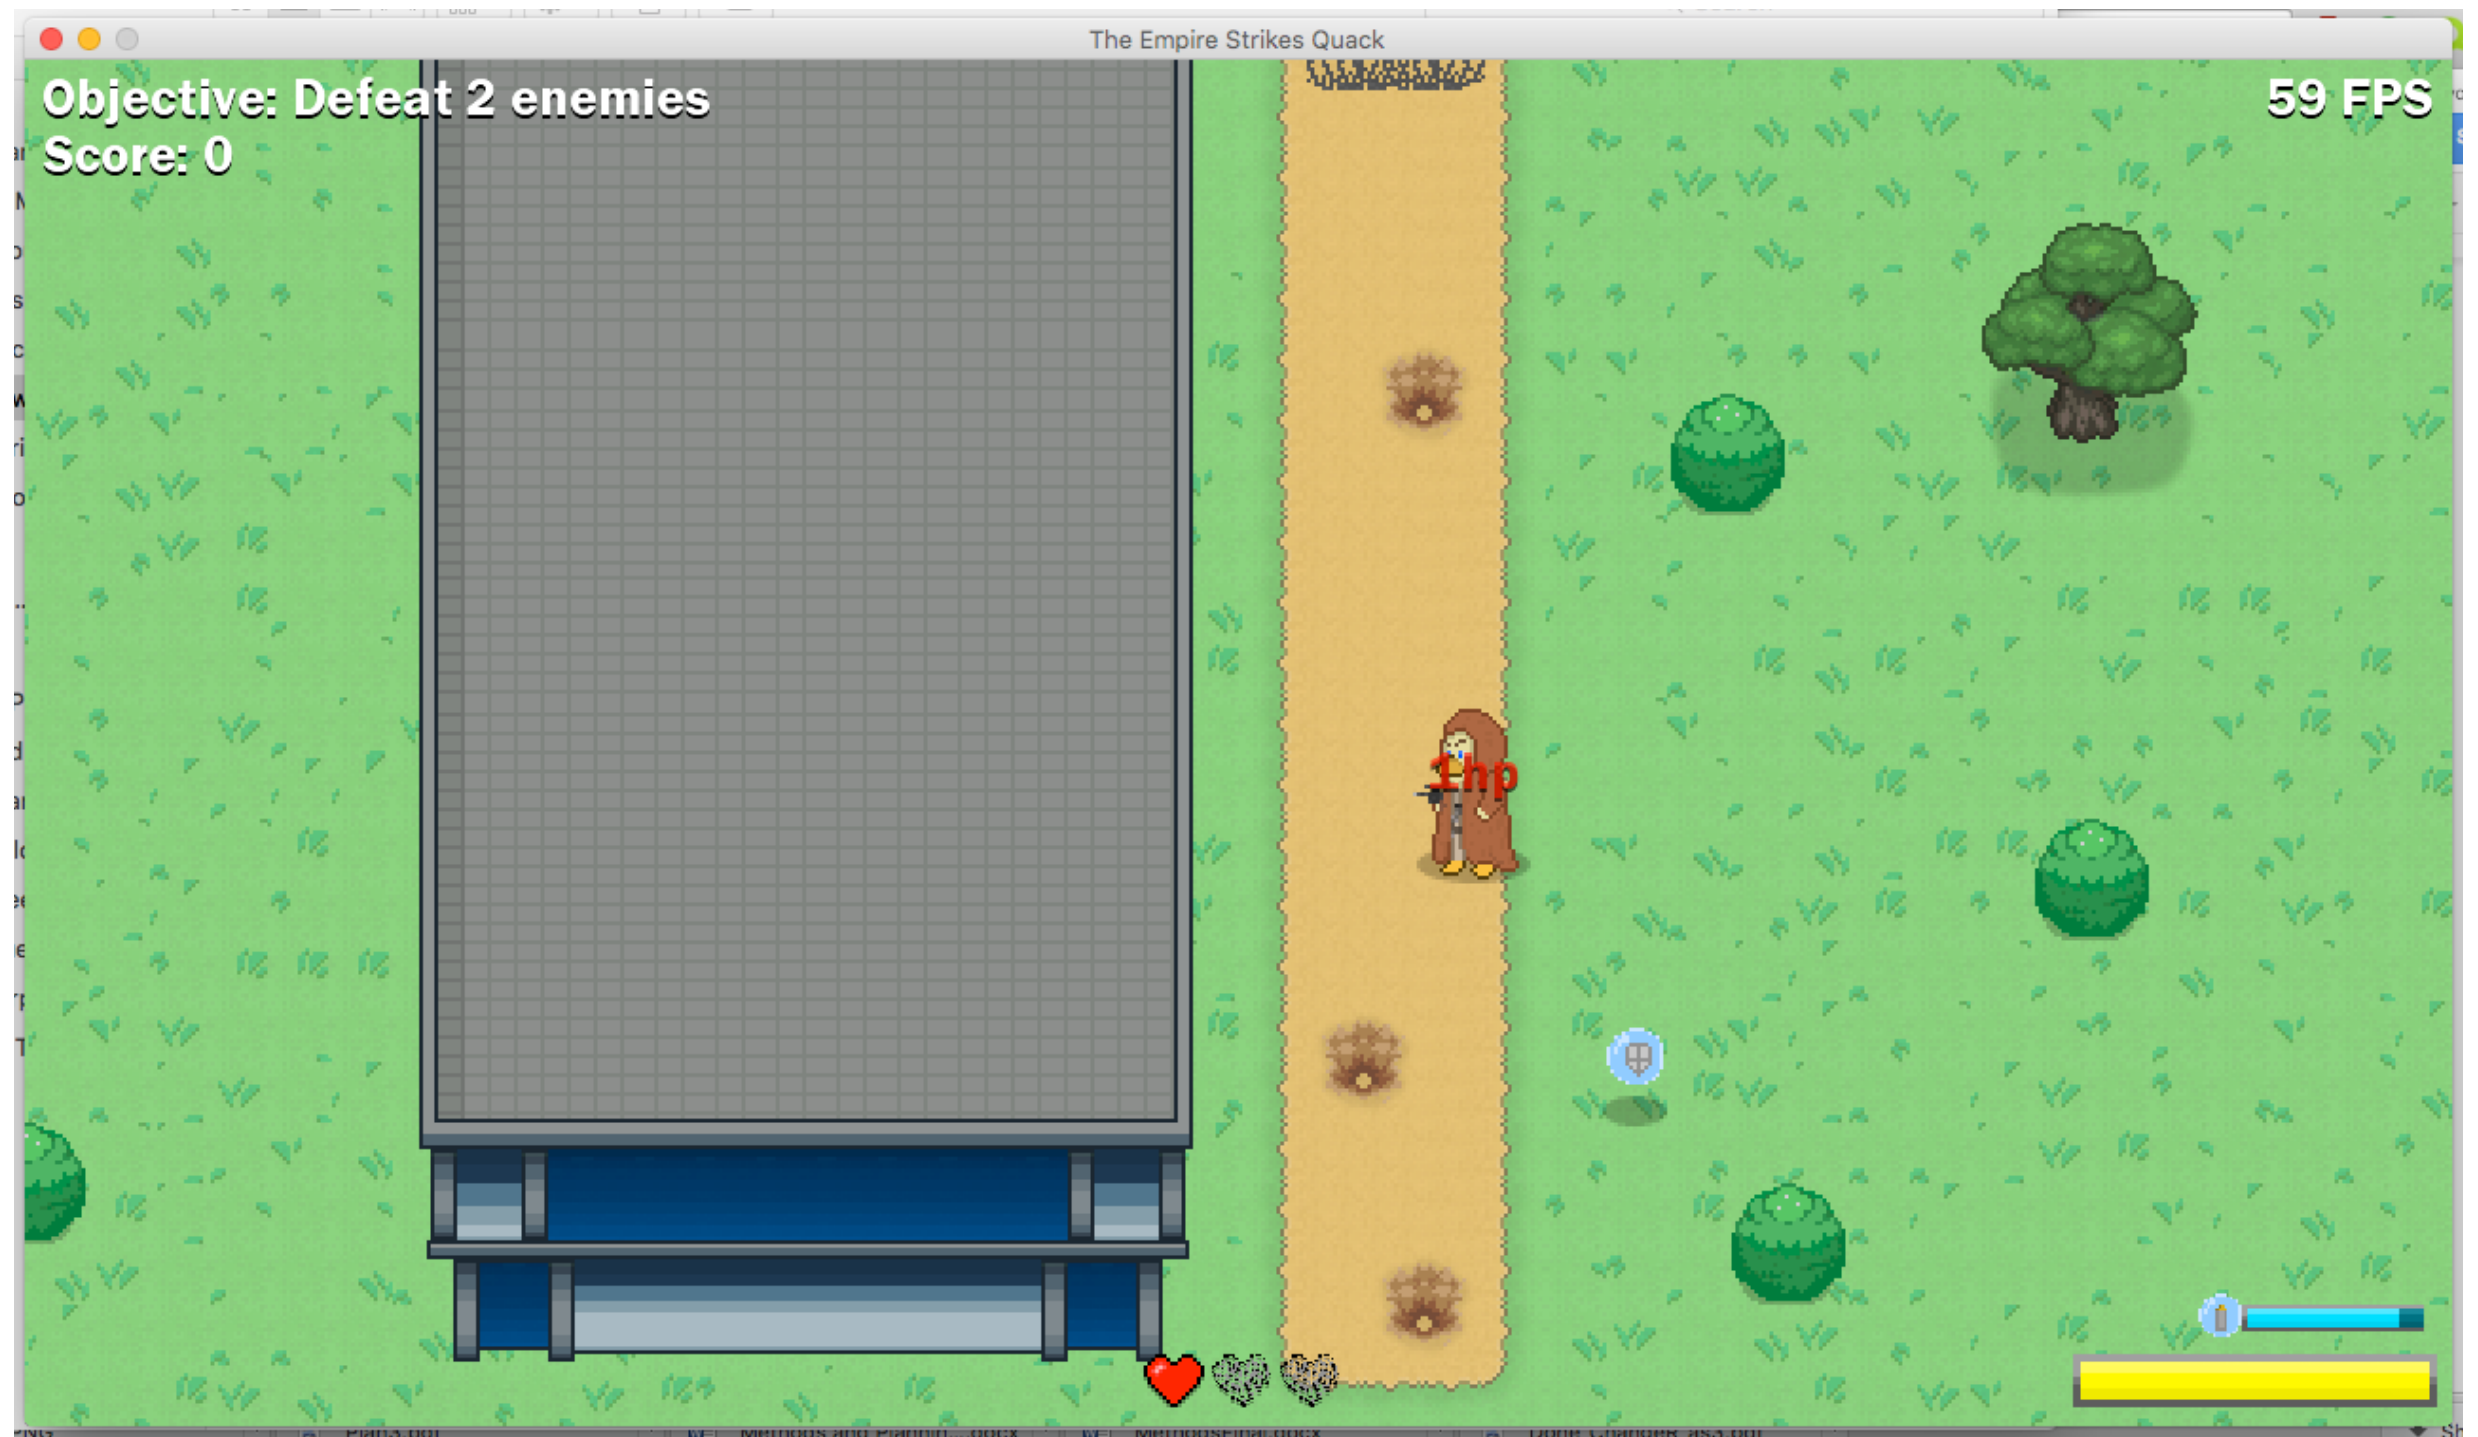 The Empire Strikes Quack
Objective: Defeat 2 enemies
59 FPS
Score: 0
1hp